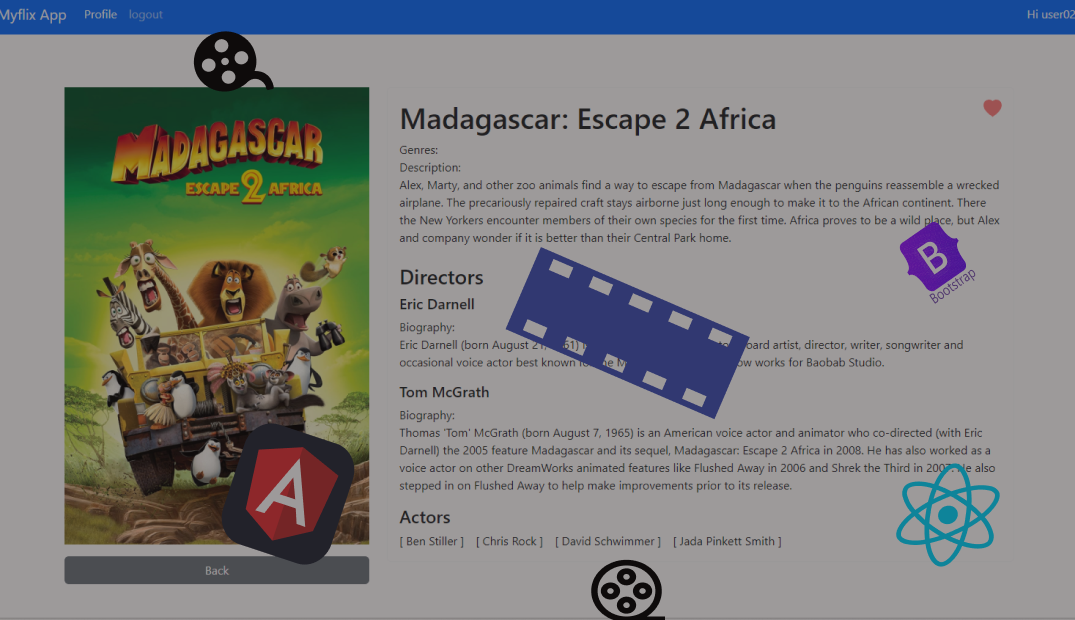 Myflix App Profile logout Hi user02
MADAGASCAR
ESCAPE 2 AFRICA
Madagascar: Escape 2 Africa
Genres:
Description:
Alex, Marty, and other zoo animals find a way to escape from Madagascar when the penguins reassemble a wrecked
airplane. The precariously repaired craft stays airborne just long enough to make it to the African continent. There
the New Yorkers encounter members of their own species for the first time. Africa proves to be a wild place, but Alex
and company wonder if it is better than their Central Park home.
B
Bootstrap
Directors
Eric Darnell
Biography:
Eric Darnell (born August 21, 1961) board artist, director, writer, songwriter and
occasional voice actor best known works for Baobab Studio.
Tom McGrath
Biography:
Thomas 'Tom' McGrath (born August 7, 1965) is an American voice actor and animator who co-directed (with Eric
Darnell) the 2005 feature Madagascar and its sequel, Madagascar: Escape 2 Africa in 2008. He has also worked as a
voice actor on other DreamWorks animated features like Flushed Away in 2006 and Shrek the Third in 2007. He also
stepped in on Flushed Away to help make improvements prior to its release.
A
Actors
[ Ben Stiller ] [ Chris Rock ] [ David Schwimmer ] [ Jada Pinkett Smith ]
Back